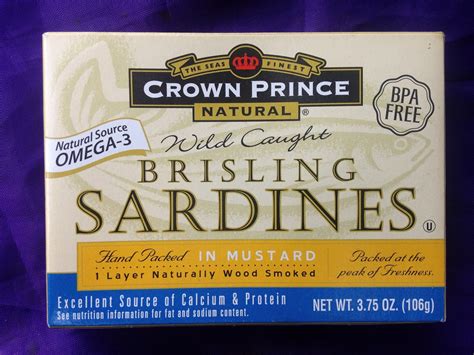 THE SEAS FINEST
CROWN PRINCE
NATURAL®
BPA
FREE
Natural Source
OMEGA-3
Wild Caught
BRISLING
SARDINES
U
Hand Packed IN MUSTARD
1 Layer Naturally Wood Smoked
Packed at the
peak of Freshness.
Excellent Source of Calcium & Protein
See nutrition information for fat and sodium content.
NET WT. 3.75 OZ. (106g)